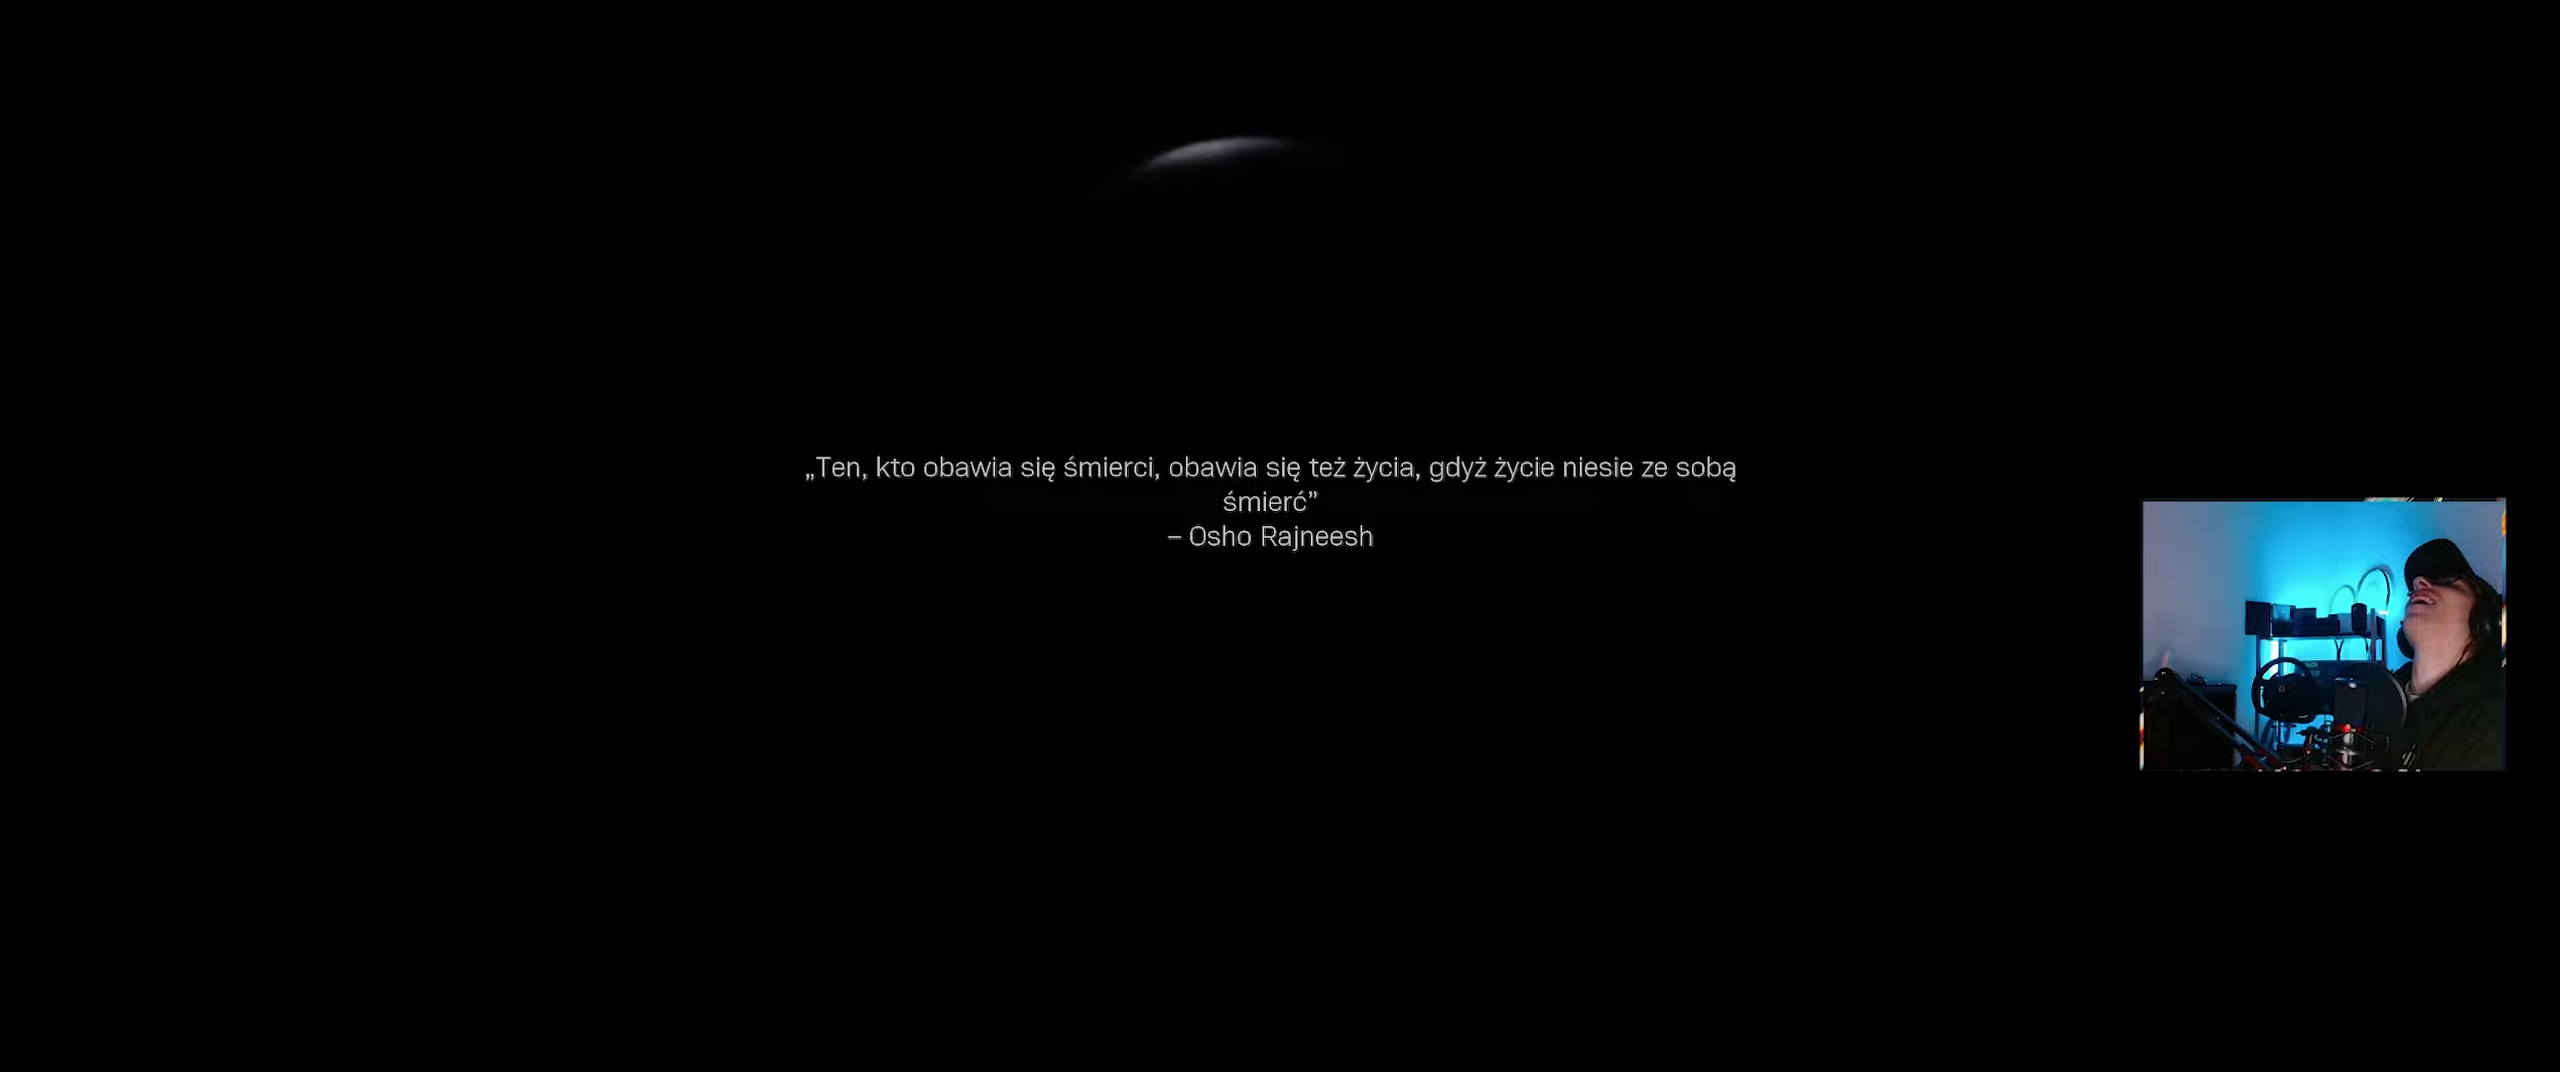 „Ten, kto obawia się śmierci, obawia się też życia, gdyż życie niesie ze sobą
śmierć”
– Osho Rajneesh